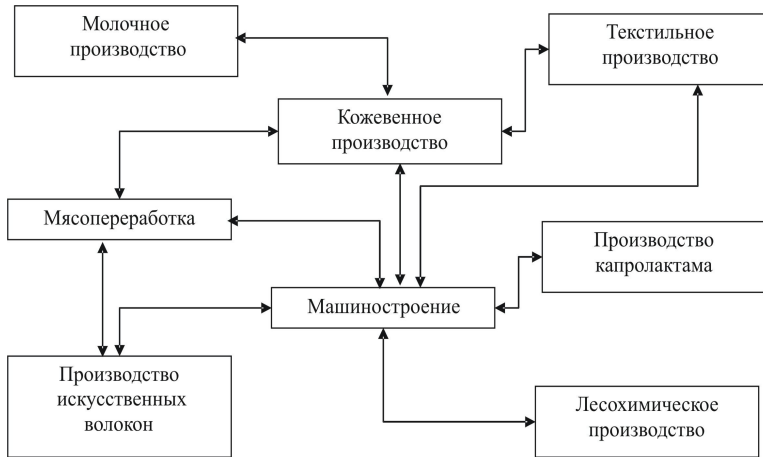 Молочное
производство
Текстильное
производство
Кожевенное
производство
Мясопереработка
Производство
капролактама
Машиностроение
Производство
искусственных
волокон
Лесохимическое
производство